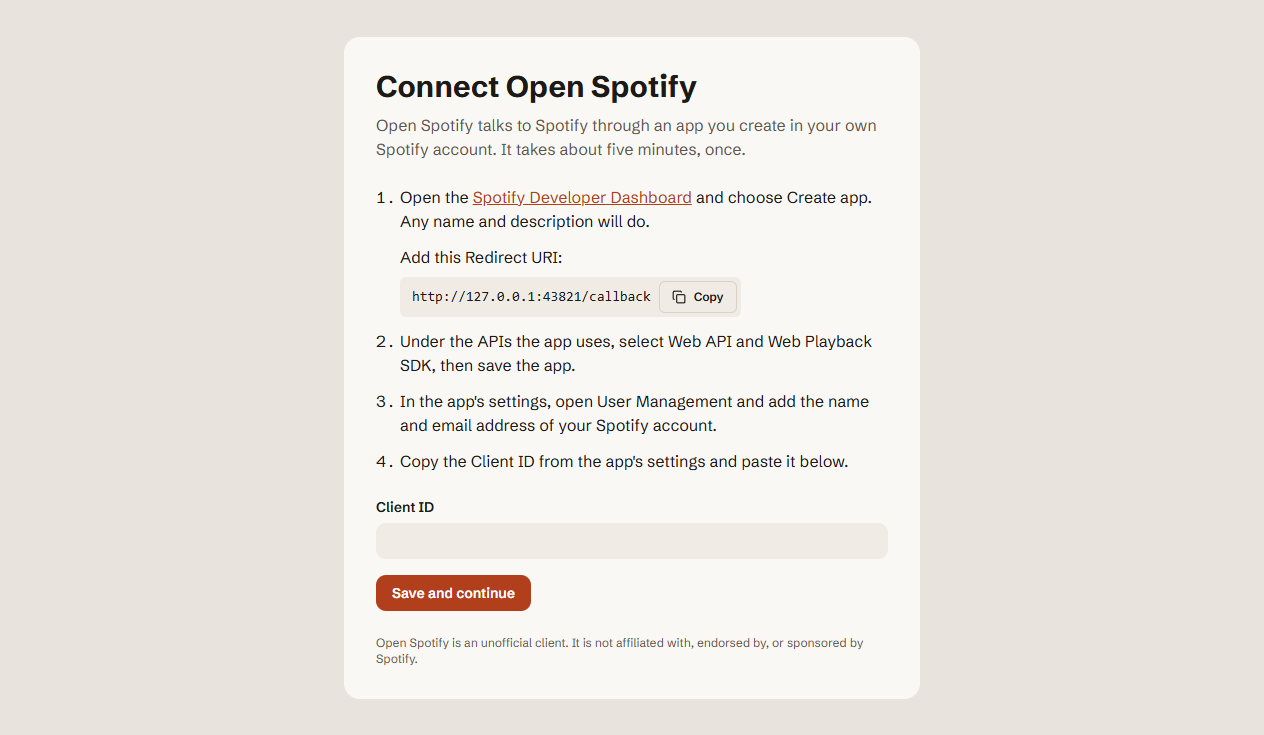 Connect Open Spotify
Open Spotify talks to Spotify through an app you create in your own
Spotify account. It takes about five minutes, once.
1. Open the Spotify Developer Dashboard and choose Create app.
Any name and description will do.
Add this Redirect URI:
http://127.0.0.1:43821/callback Copy
2. Under the APIs the app uses, select Web API and Web Playback
SDK, then save the app.
3. In the app's settings, open User Management and add the name
and email address of your Spotify account.
4. Copy the Client ID from the app's settings and paste it below.
Client ID
Save and continue
Open Spotify is an unofficial client. It is not affiliated with, endorsed by, or sponsored by
Spotify.